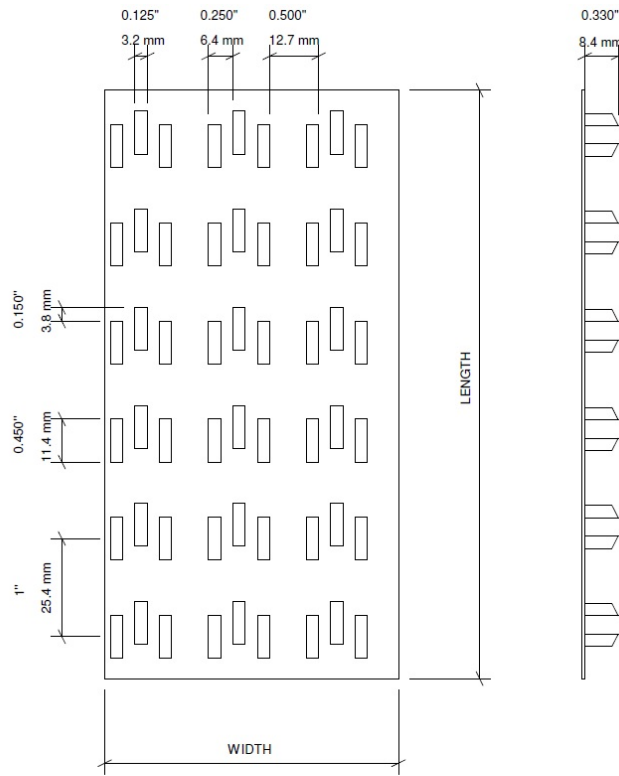 0.125" 0.250" 0.500" 0.330"
3.2 mm 6.4 mm 12.7 mm 8.4 mm
0.150"
3.8 mm
0.450"
11.4 mm
1"
25.4 mm
LENGTH
WIDTH